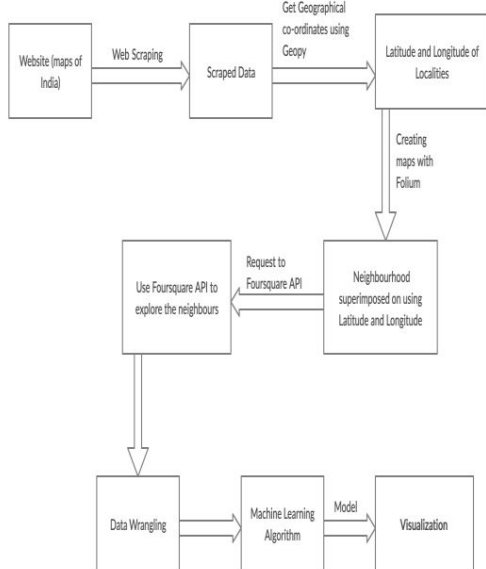 Website (maps of
India)
Web Scraping
Scraped Data
Get Geographical
co-ordinates using
Geopy
Latitude and Longitude of
Localities
Creating
maps with
Folium
Neighbourhood
superimposed on using
Latitude and Longitude
Request to
Foursquare API
Use Foursquare API to
explore the neighbours
Data Wrangling
Machine Learning
Algorithm
Model
Visualization